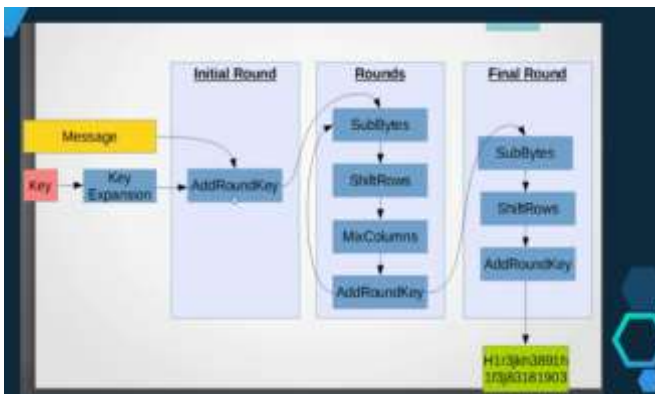 Initial Round
Rounds
Final Round
Message
Key
Key
Expansion
AddRoundKey
SubBytes
ShiftRows
MixColumns
AddRoundKey
SubBytes
ShiftRows
AddRoundKey